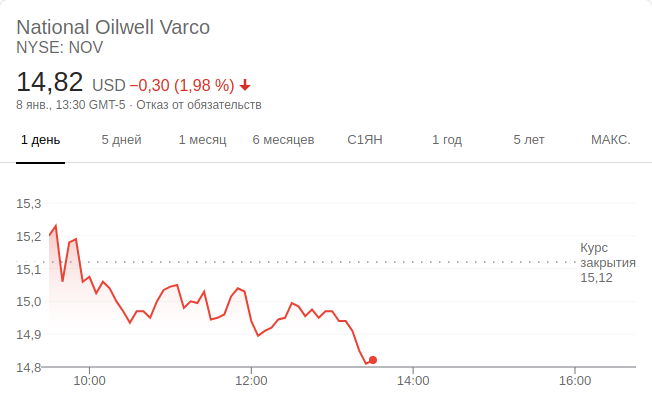 National Oilwell Varco
NYSE: NOV
14,82 USD −0,30 (1,98 %)
8 янв., 13:30 GMT-5 · Отказ от обязательств
1 день 5 дней 1 месяц 6 месяцев С1ЯН 1 год 5 лет МАКС.
15,3
15,2
Курс
закрытия
15,12
15,1
15,0
14,9
14,8
10:00 12:00 14:00 16:00